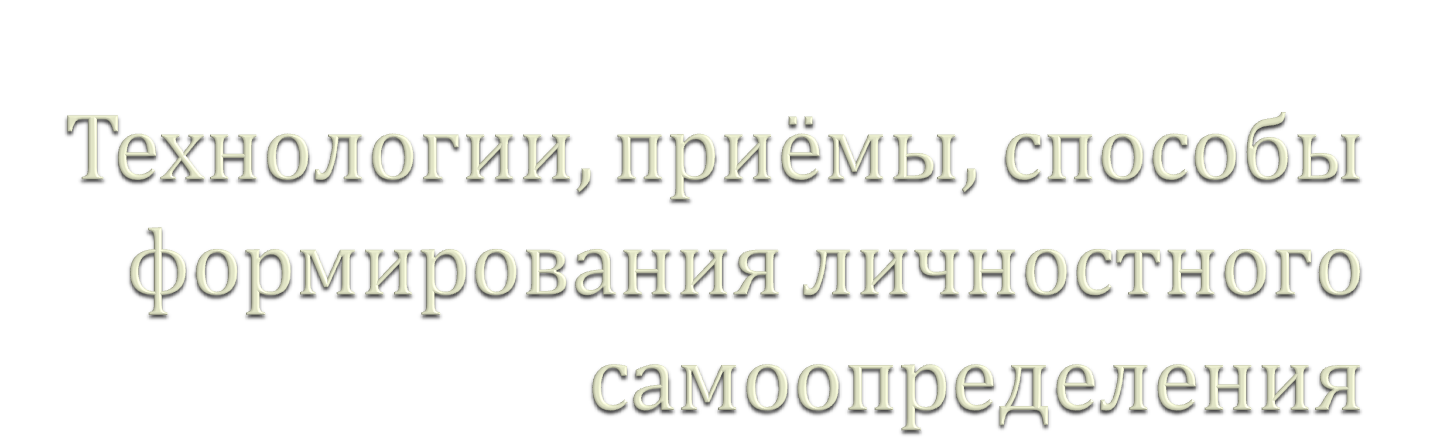 Технологии, приёмы, способы
формирования личностного
самоопределения